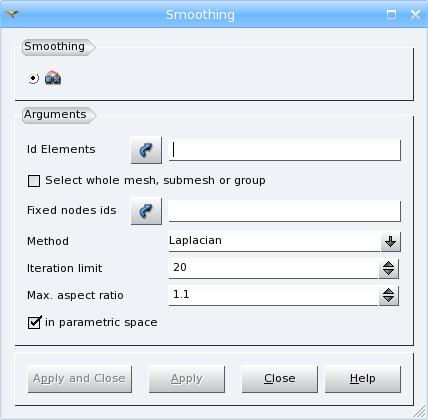 Smoothing
Smoothing
Arguments
Id Elements
Select whole mesh, submesh or group
Fixed nodes ids
Method Laplacian
Iteration limit 20
Max. aspect ratio 1.1
in parametric space
Apply and Close Apply Close Help